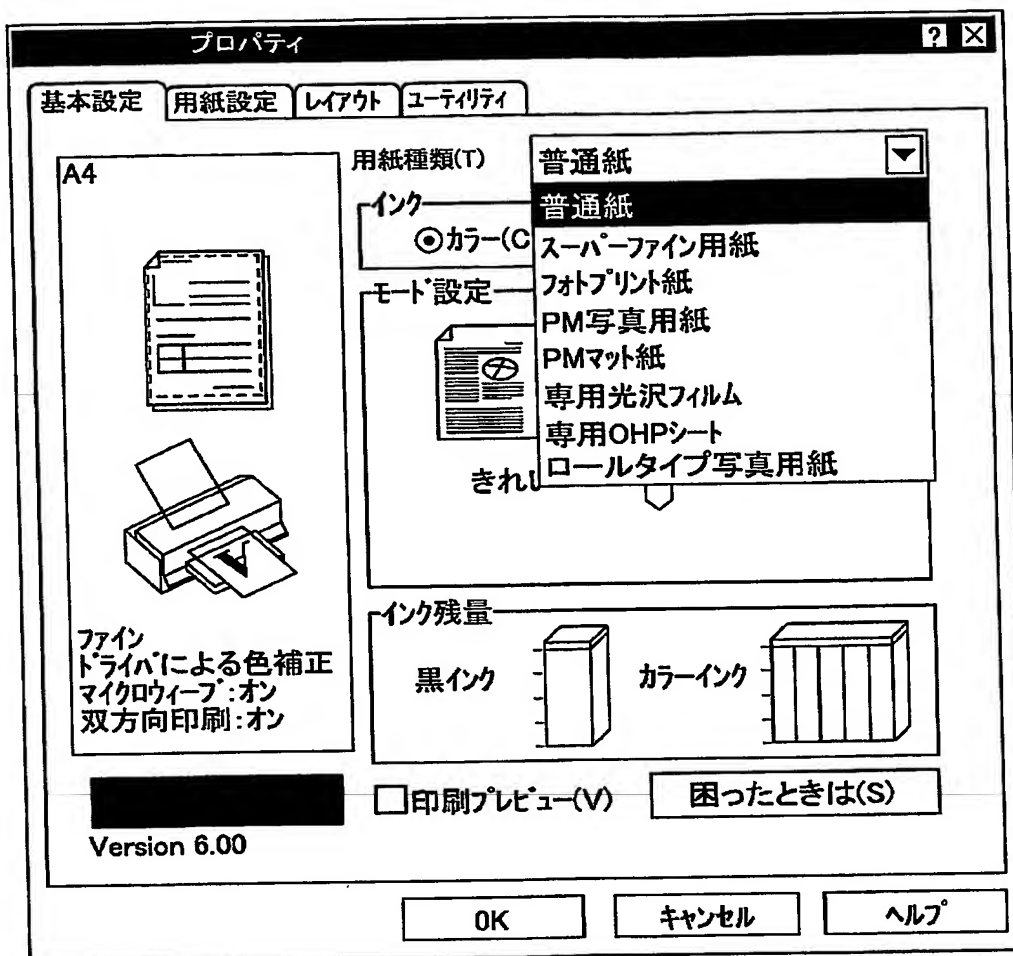 プロパティ
基本設定 用紙設定 レイアウト ユーティリティ
A4
用紙種類(T) 普通紙
普通紙
スーパーファイン用紙
フォトプリント紙
PM写真用紙
PMマット紙
専用光沢フィルム
専用OHPシート
ロールタイプ写真用紙
インク
カラー(C
モード設定
きれい
ファイン
ドライバによる色補正
マイクロウィーブ:オン
双方向印刷:オン
インク残量
黒インク カラーインク
印刷プレビュー(V) 困ったときは(S)
Version 6.00
OK キャンセル ヘルプ